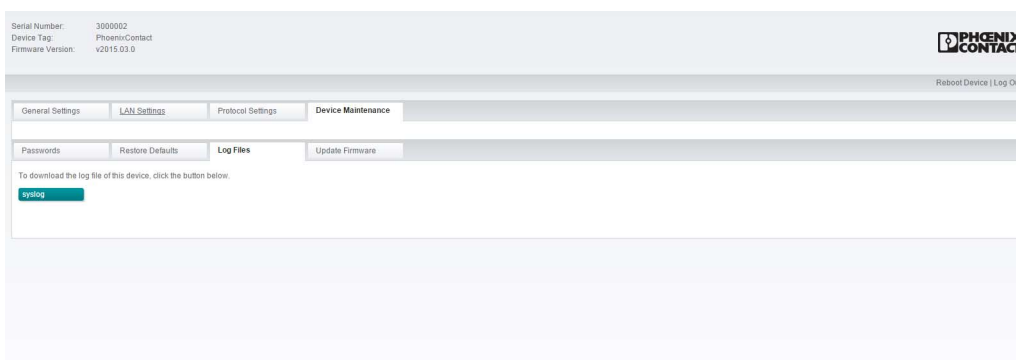 Serial Number: 3000002
Device Tag: PhoenixContact
Firmware Version: v2015.03.0
PHŒNIX
CONTACT
Reboot Device | Log
General Settings LAN Settings Protocol Settings Device Maintenance
Passwords Restore Defaults Log Files Update Firmware
To download the log file of this device, click the button below.
syslog